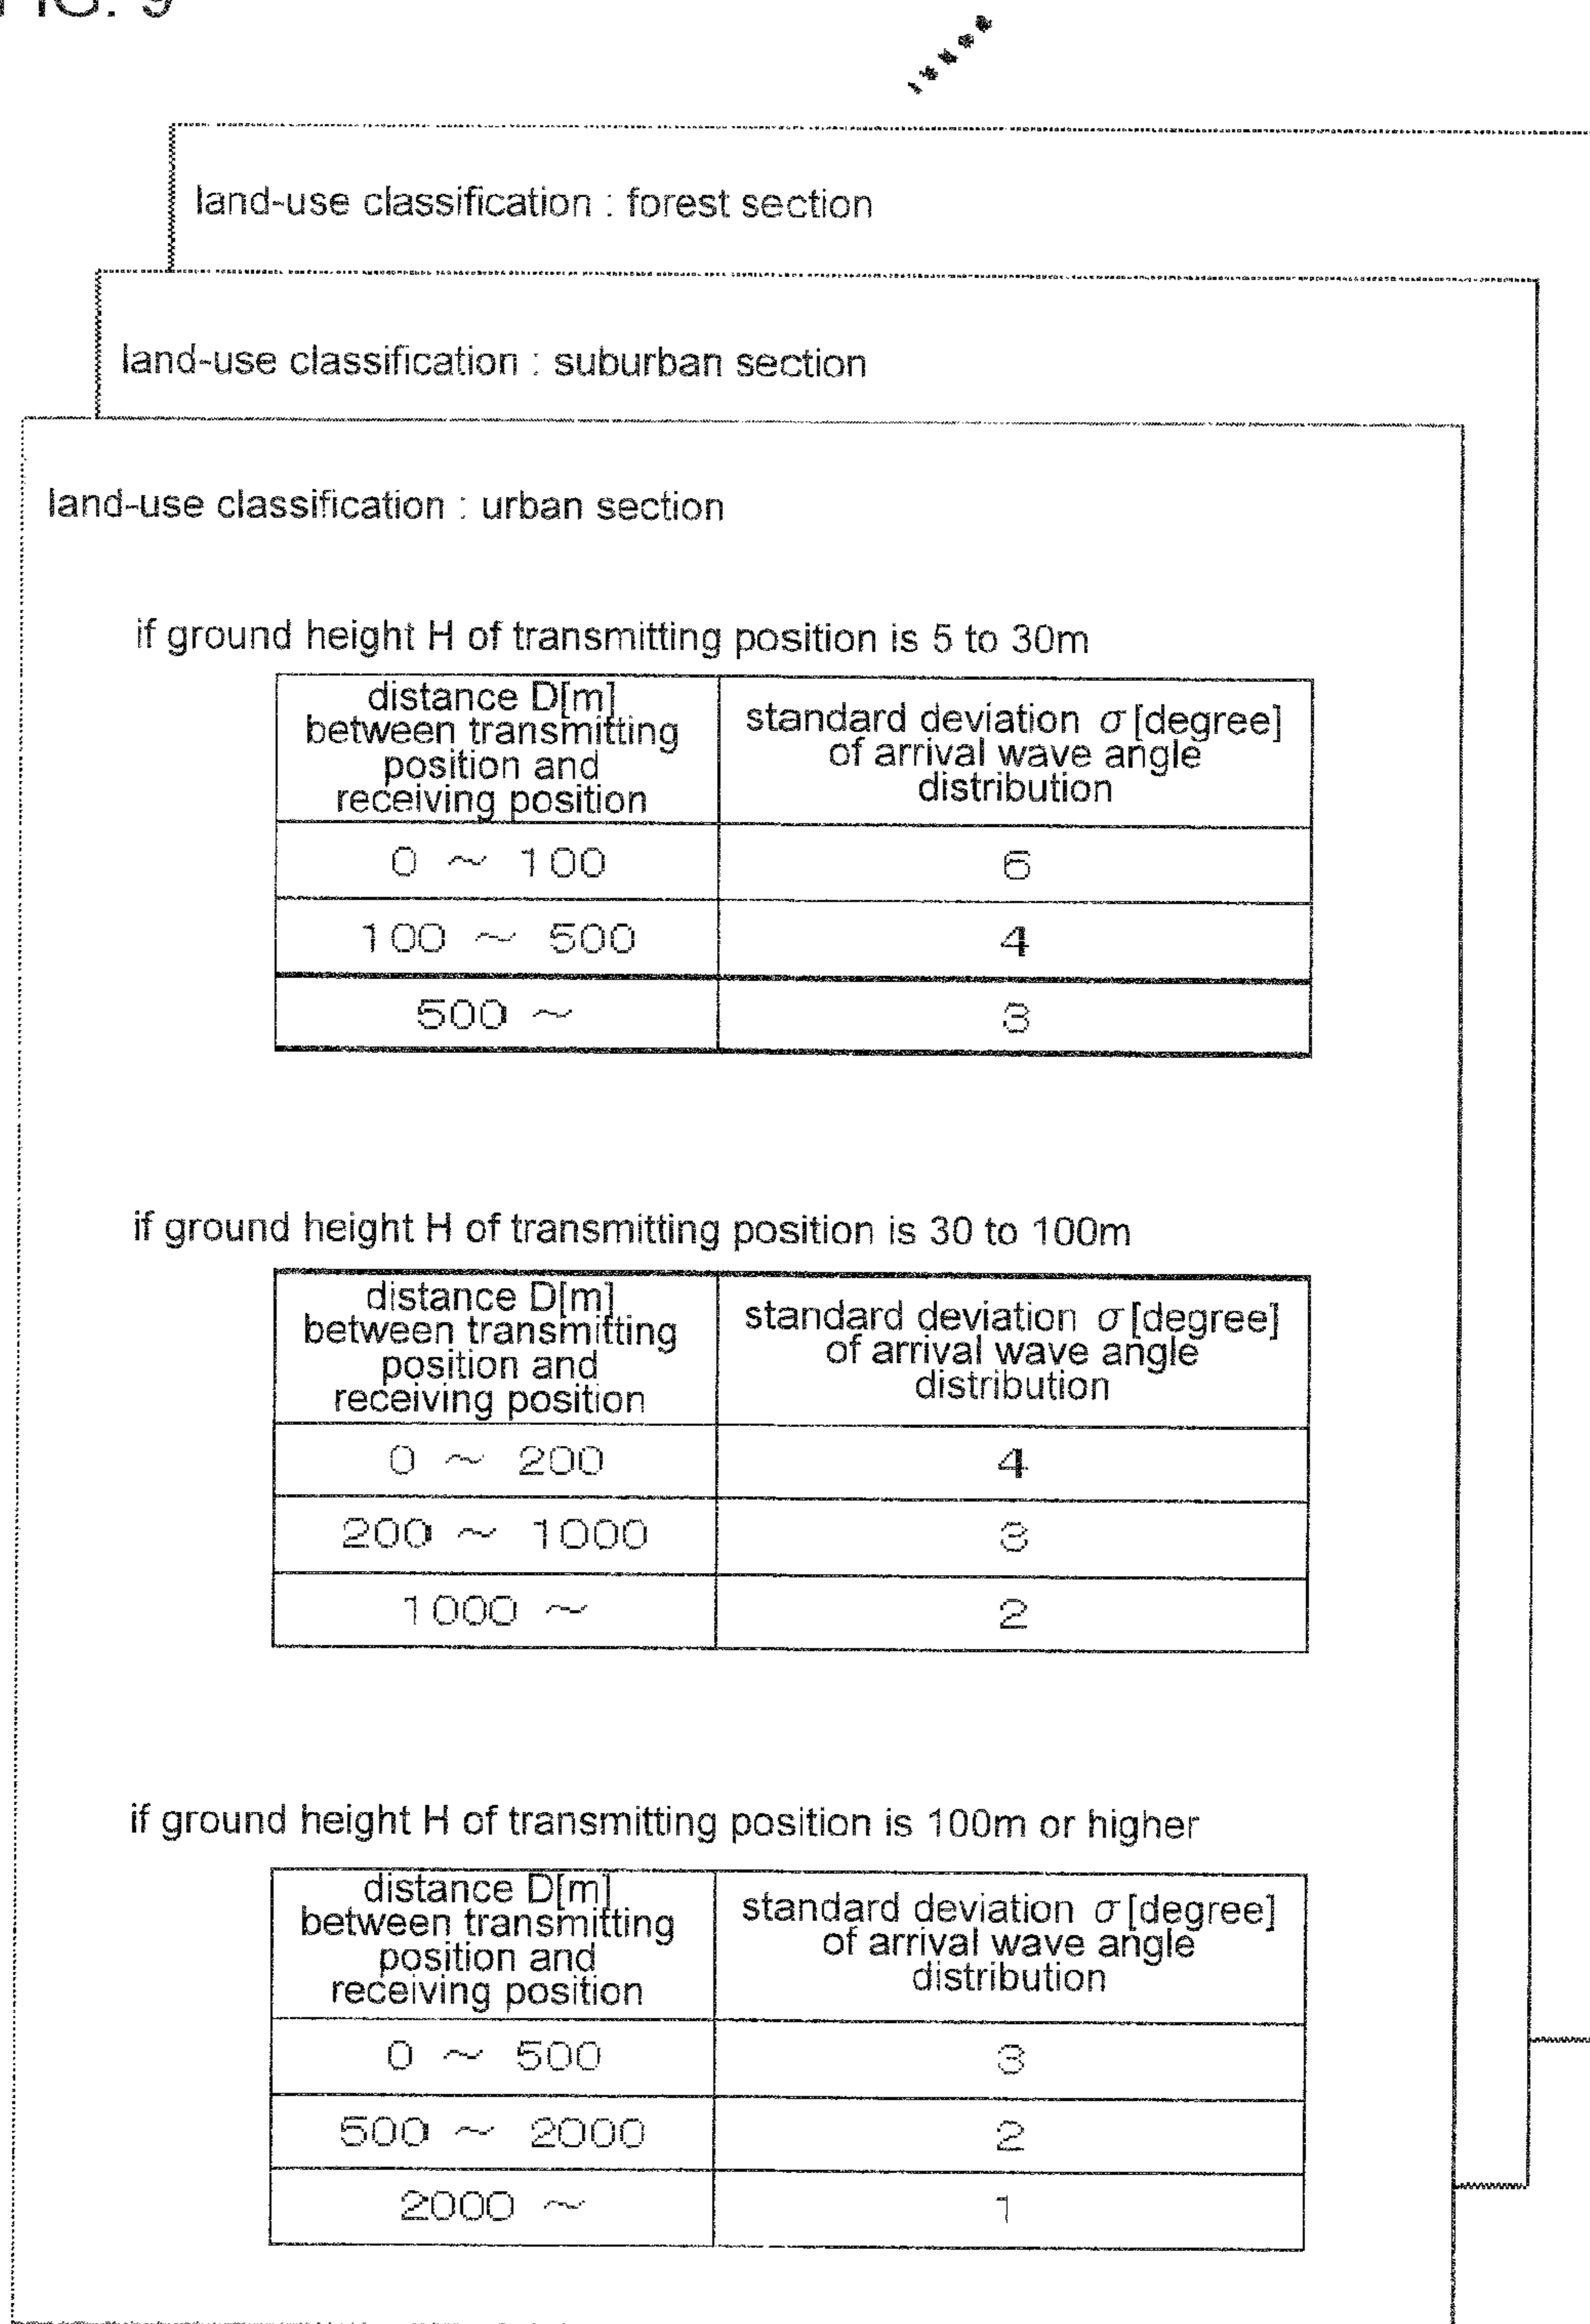 FIG. 9
land-use classification : forest section
land-use classification : suburban section
land-use classification : urban section
if ground height H of transmitting position is 5 to 30m
distance D[m]
between transmitting
position and
receiving position
standard deviation σ [degree]
of arrival wave angle
distribution
0 ~ 100
6
100 ~ 500
4
500 ~
3
if ground height H of transmitting position is 30 to 100m
distance D[m]
between transmitting
position and
receiving position
standard deviation σ [degree]
of arrival wave angle
distribution
0 ~ 200
4
200 ~ 1000
3
1000 ~
2
if ground height H of transmitting position is 100m or higher
distance D[m]
between transmitting
position and
receiving position
standard deviation σ [degree]
of arrival wave angle
distribution
0 ~ 500
3
500 ~ 2000
2
2000 ~
1